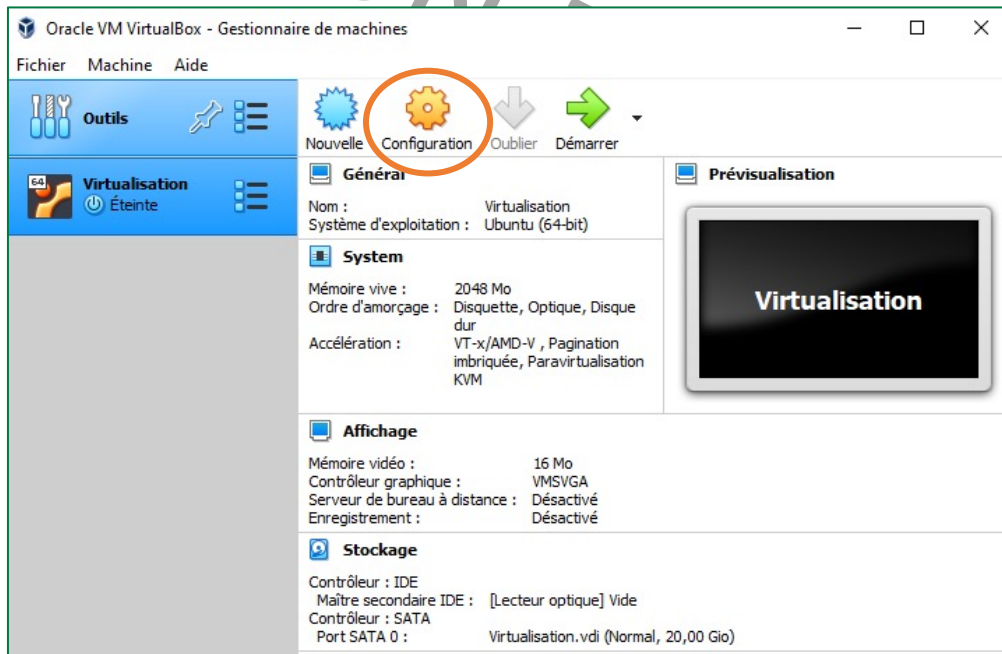 Oracle VM VirtualBox - Gestionnaire de machines
Fichier Machine Aide
Outils
Nouvelle Configuration Oublier Démarrer
64
Virtualisation
Éteinte
Général
Nom : Virtualisation
Système d'exploitation : Ubuntu (64-bit)
System
Mémoire vive : 2048 Mo
Ordre d'amorçage : Disquette, Optique, Disque
dur
Accélération : VT-x/AMD-V , Pagination
imbriquée, Paravirtualisation
KVM
Prévisualisation
Virtualisation
Affichage
Mémoire vidéo : 16 Mo
Contrôleur graphique : VMSVGA
Serveur de bureau à distance : Désactivé
Enregistrement : Désactivé
Stockage
Contrôleur : IDE
Maître secondaire IDE : [Lecteur optique] Vide
Contrôleur : SATA
Port SATA 0 : Virtualisation.vdi (Normal, 20,00 Gio)